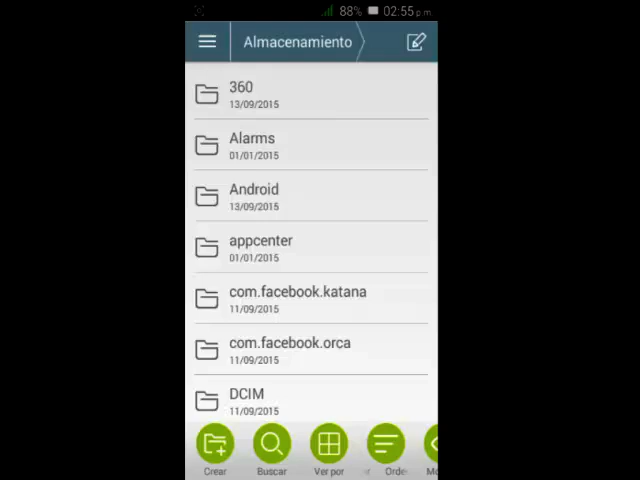 88% 02:55 p.m.
Almacenamiento
360
13/09/2015
Alarms
01/01/2015
Android
13/09/2015
appcenter
01/01/2015
com.facebook.katana
11/09/2015
com.facebook.orca
11/09/2015
DCIM
11/09/2015
Crear Buscar Ver por